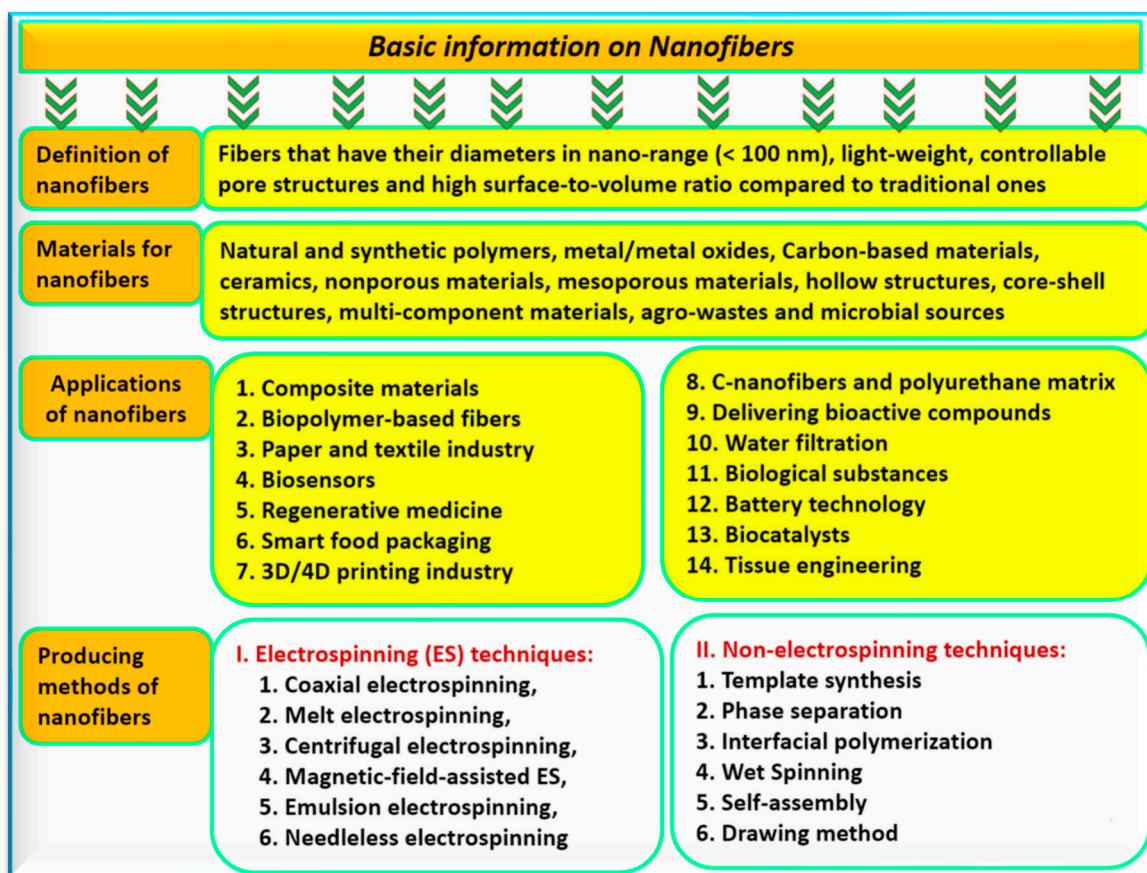 Basic information on Nanofibers
Definition of
nanofibers
Fibers that have their diameters in nano-range (< 100 nm), light-weight, controllable
pore structures and high surface-to-volume ratio compared to traditional ones
Materials for
nanofibers
Natural and synthetic polymers, metal/metal oxides, Carbon-based materials,
ceramics, nonporous materials, mesoporous materials, hollow structures, core-shell
structures, multi-component materials, agro-wastes and microbial sources
Applications
of nanofibers
1. Composite materials
2. Biopolymer-based fibers
3. Paper and textile industry
4. Biosensors
5. Regenerative medicine
6. Smart food packaging
7. 3D/4D printing industry
8. C-nanofibers and polyurethane matrix
9. Delivering bioactive compounds
10. Water filtration
11. Biological substances
12. Battery technology
13. Biocatalysts
14. Tissue engineering
Producing
methods of
nanofibers
I. Electrospinning (ES) techniques:
1. Coaxial electrospinning,
2. Melt electrospinning,
3. Centrifugal electrospinning,
4. Magnetic-field-assisted ES,
5. Emulsion electrospinning,
6. Needleless electrospinning
II. Non-electrospinning techniques:
1. Template synthesis
2. Phase separation
3. Interfacial polymerization
4. Wet Spinning
5. Self-assembly
6. Drawing method